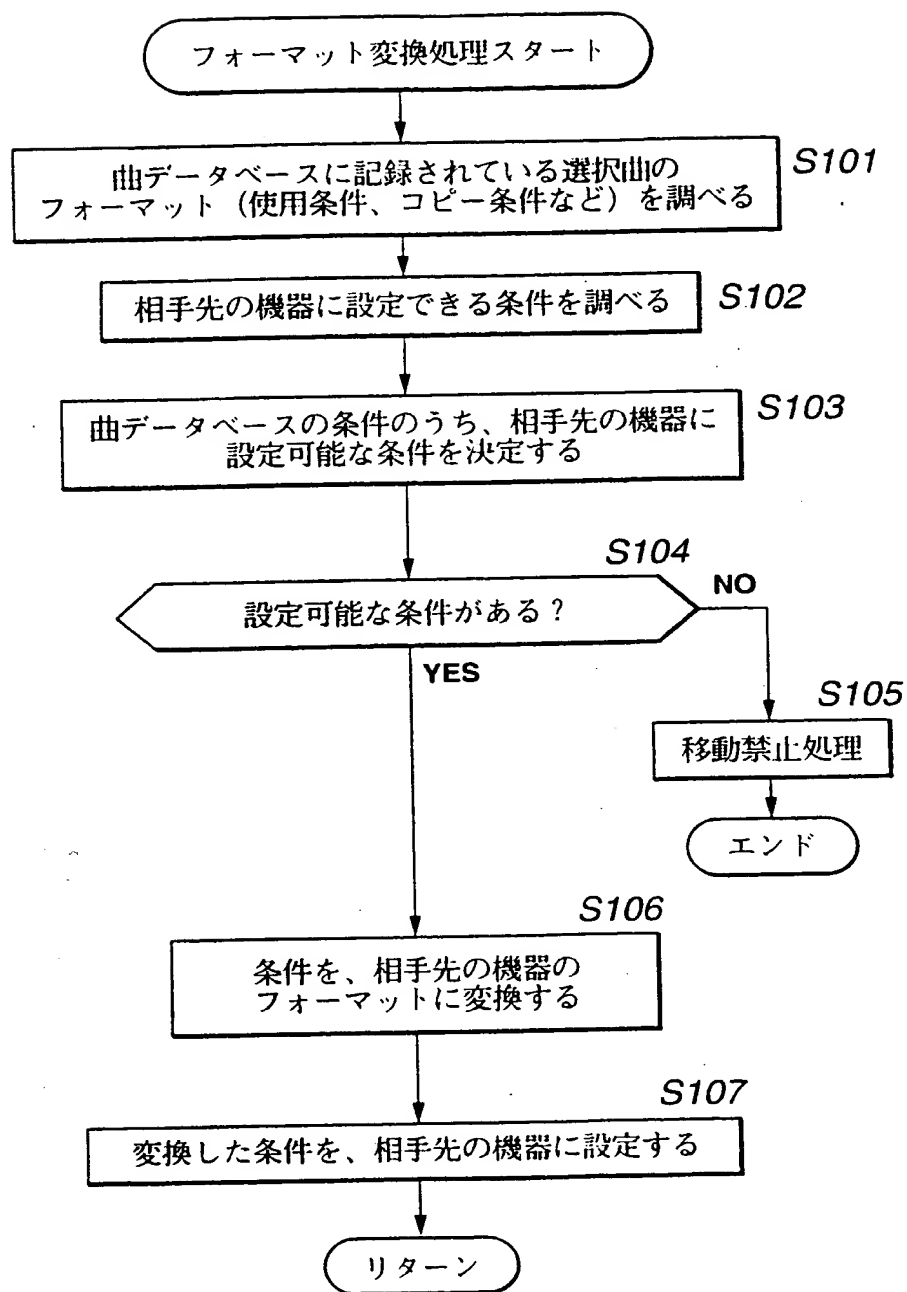 フォーマット変換処理スタート
S101
曲データベースに記録されている選択曲の
フォーマット（使用条件、コピー条件など）を調べる
相手先の機器に設定できる条件を調べる
S102
S103
曲データベースの条件のうち、相手先の機器に
設定可能な条件を決定する
S104
設定可能な条件がある？
NO
YES
S105
移動禁止処理
エンド
S106
条件を、相手先の機器の
フォーマットに変換する
S107
変換した条件を、相手先の機器に設定する
リターン